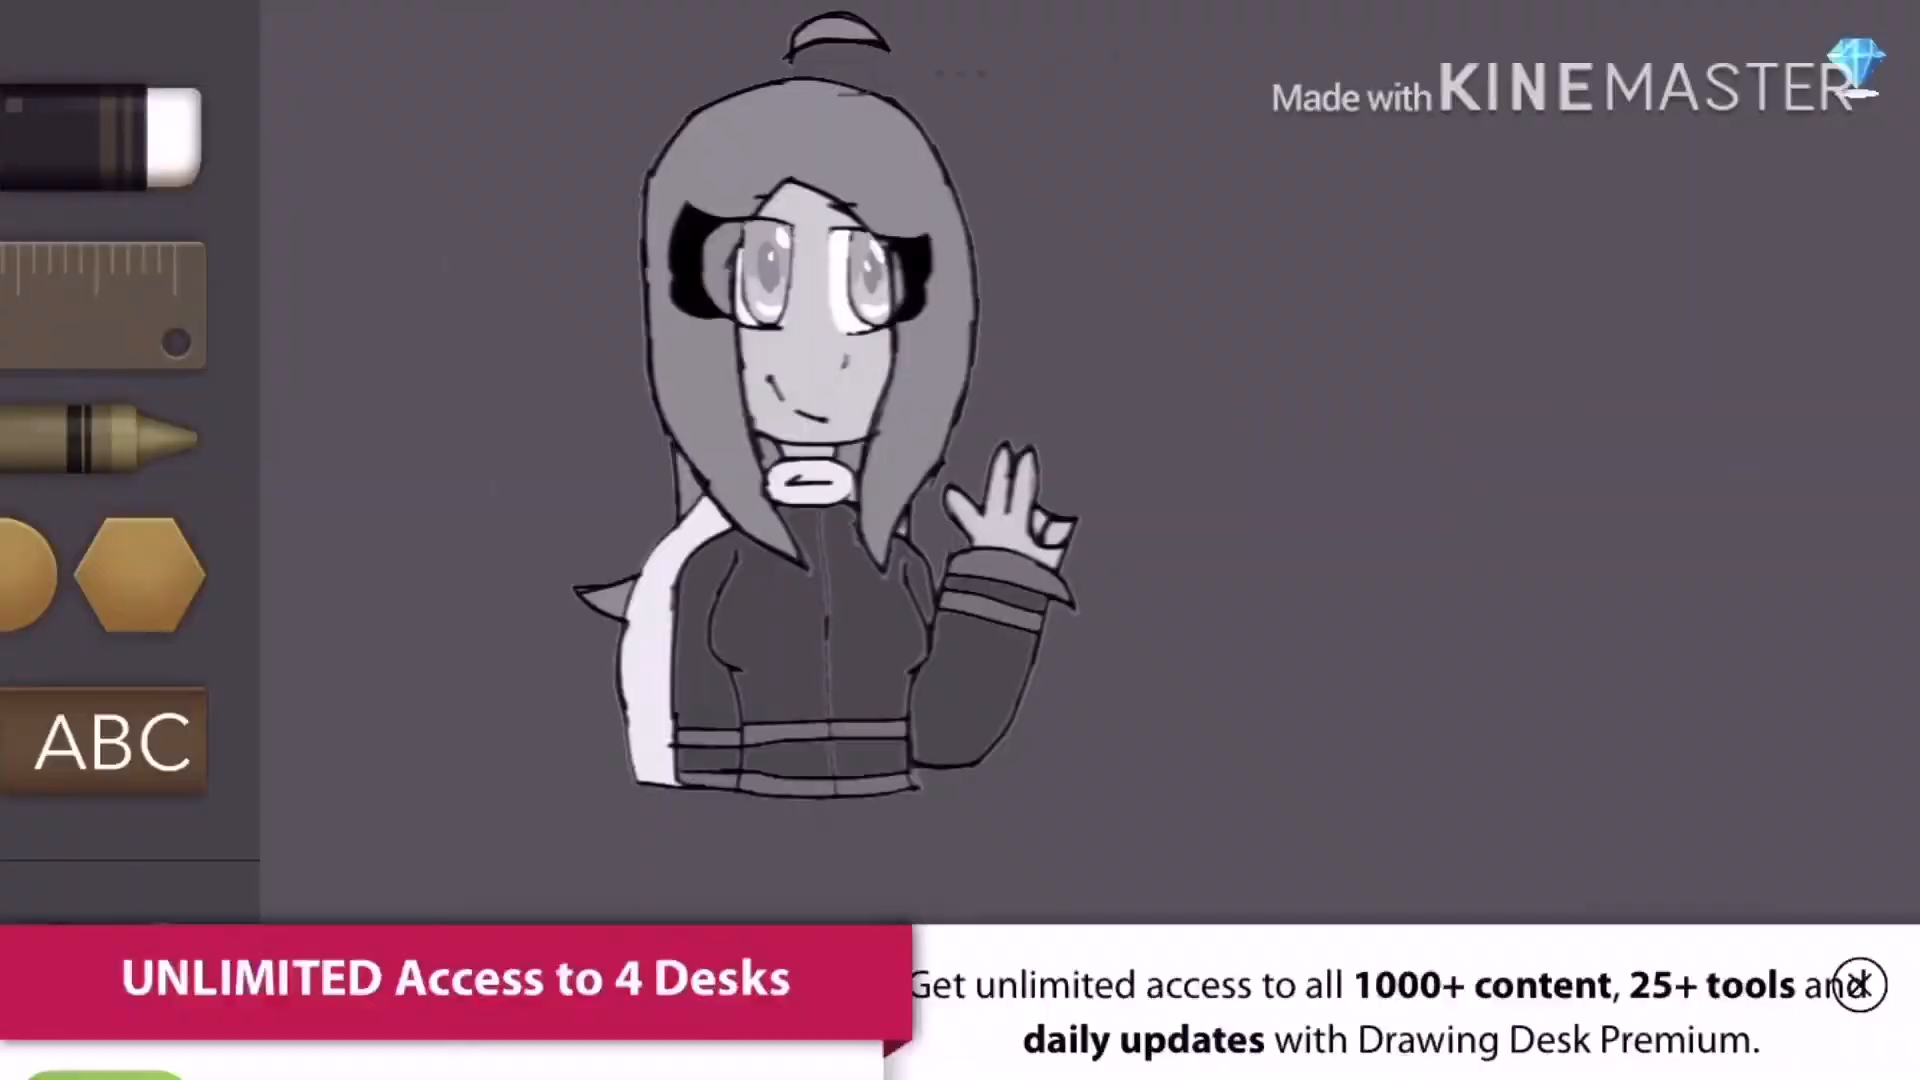 Made with KINEMASTER
ABC
UNLIMITED Access to 4 Desks
Get unlimited access to all 1000+ content, 25+ tools and
daily updates with Drawing Desk Premium.